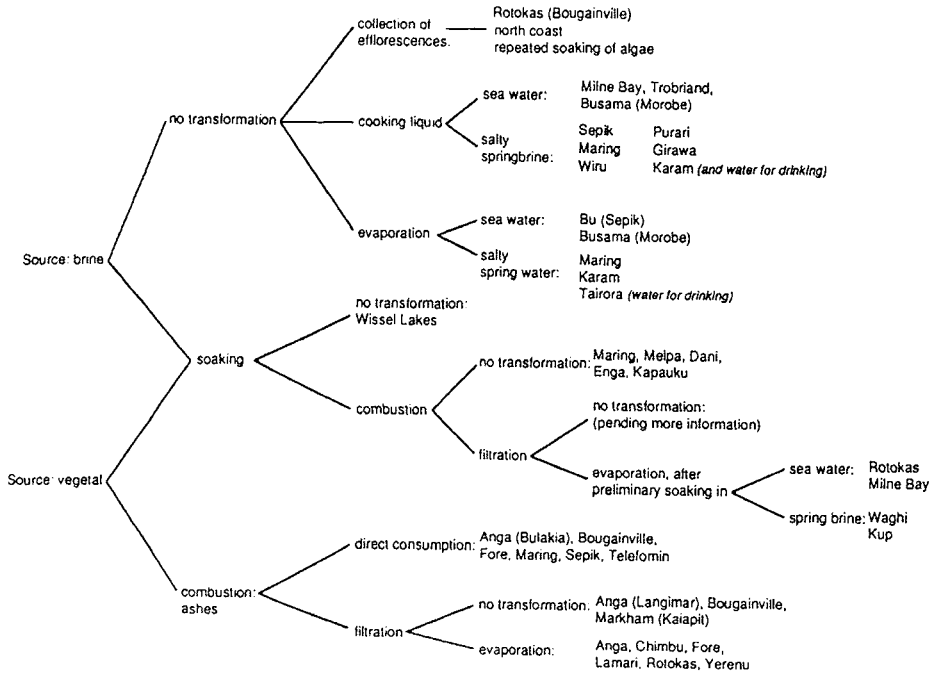 collection of
efflorescences.
Rotokas (Bougainville)
north coast
repeated soaking of algae
no transformation
cooking liquid
sea water:
Milne Bay, Trobriand,
Busama (Morobe)
salty
springbrine:
Sepik Purari
Maring Girawa
Wiru Karam (and water for drinking)
evaporation
sea water:
Bu (Sepik)
Busama (Morobe)
salty
spring water:
Maring
Karam
Tairora (water for drinking)
Source: brine
no transformation:
Wissel Lakes
soaking
combustion
no transformation:
Maring, Melpa, Dani,
Enga, Kapauku
filtration
no transformation:
(pending more information)
evaporation, after
preliminary soaking in
sea water:
Rotokas
Milne Bay
spring brine:
Waghi
Kup
Source: vegetal
combustion:
ashes
direct consumption:
Anga (Bulakia), Bougainville,
Fore, Maring, Sepik, Telefomin
filtration
no transformation:
Anga (Langimar), Bougainville,
Markham (Kaiapit)
evaporation:
Anga, Chimbu, Fore,
Lamari, Rotokas, Yerenu